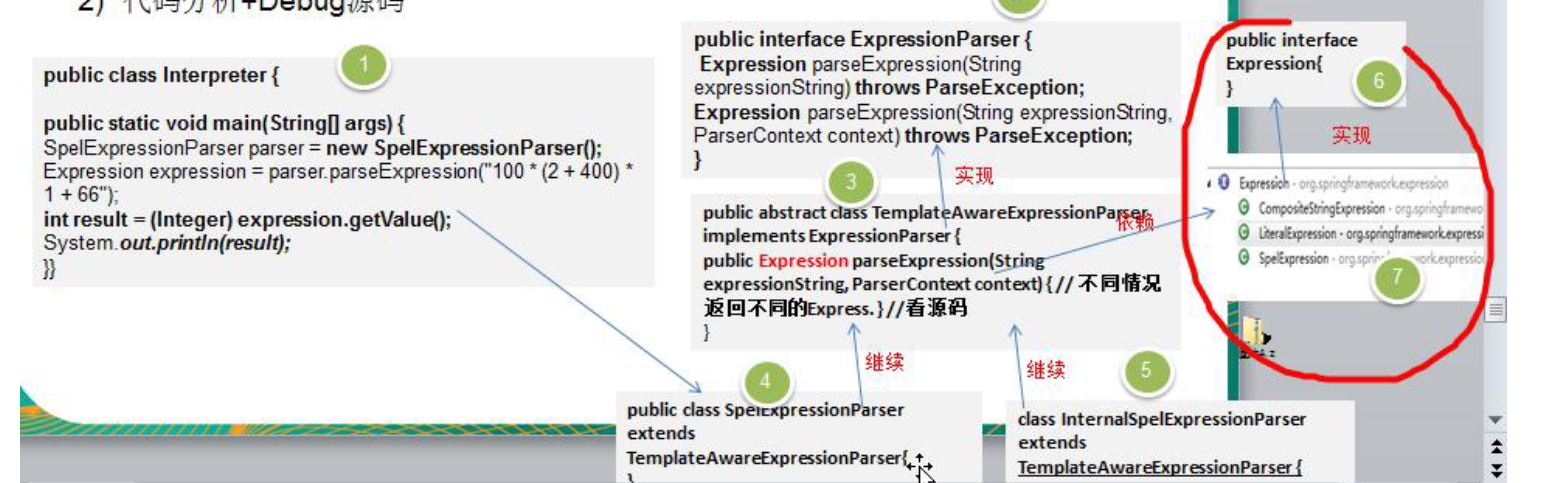 2) 代码分析+Debug源码
1
public class Interpreter {
public static void main(String[] args) {
SpelExpressionParser parser = new SpelExpressionParser();
Expression expression = parser.parseExpression("100 * (2 + 400) *
1 + 66");
int result = (Integer) expression.getValue();
System.out.println(result);
}}
public interface ExpressionParser {
Expression parseExpression(String
expressionString) throws ParseException;
Expression parseExpression(String expressionString,
ParserContext context) throws ParseException;
}
实现
3
public abstract class TemplateAwareExpressionParser
implements ExpressionParser {
public Expression parseExpression(String
expressionString, ParserContext context) { // 不同情况
返回不同的Express. } //看源码
}
依赖
继续
继续
4
public class SpelExpressionParser
extends
TemplateAwareExpressionParser{
}
5
class InternalSpelExpressionParser
extends
TemplateAwareExpressionParser {
public interface
Expression{
}
6
实现
Expression - org.springframework.expression
CompositeStringExpression - org.springframewo
LiteralExpression - org.springframework.expressi
SpelExpression - org.spri
work.expressio
7